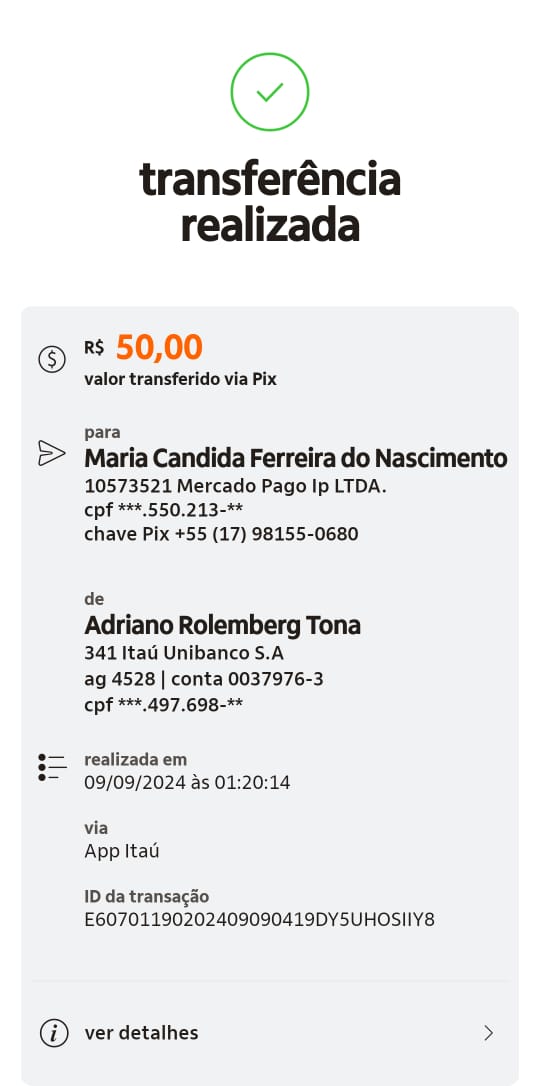 transferência
realizada
R$ 50,00
valor transferido via Pix
para
Maria Candida Ferreira do Nascimento
10573521 Mercado Pago Ip LTDA.
cpf ***.550.213-**
chave Pix +55 (17) 98155-0680
de
Adriano Rolemberg Tona
341 Itaú Unibanco S.A
ag 4528 | conta 0037976-3
cpf ***.497.698-**
realizada em
09/09/2024 às 01:20:14
via
App Itaú
ID da transação
E60701190202409090419DY5UHOSIIY8
ver detalhes